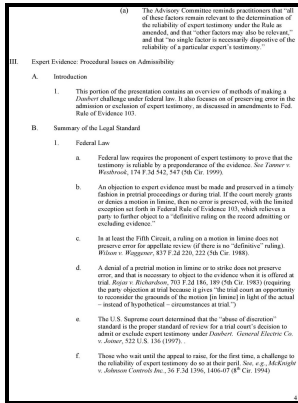 (a) The Advisory Committee reminds practitioners that "all
of these factors remain relevant to the determination of
the reliability of expert testimony under the Rule as
amended, and that "other factors may also be relevant,"
and that "no single factor is necessarily dispositive of the
reliability of a particular expert's testimony."
III. Expert Evidence: Procedural Issues on Admissibility
A. Introduction
1. This portion of the presentation contains an overview of methods of making a
Daubert challenge under federal law. It also focuses on preserving error in the
admission or exclusion of expert testimony, as discussed in amendments to Fed.
Rule of Evidence 103.
B. Summary of the Legal Standard
1. Federal Law
a. Federal law requires the proponent of expert testimony to prove that the
testimony is reliable by a preponderance of the evidence. See Tanner v.
Westbrook, 174 F.3d 542, 547 (5th Cir. 1999).
b. An objection to expert evidence must be made and preserved in a timely
fashion in pretrial proceedings or during trial. If the court merely grants
or denies a motion in limine, then no error is preserved, with the limited
exception set forth in Federal Rule of Evidence 103, which relieves a
party to further object to a "definitive ruling on the record admitting or
excluding evidence."
c. In at least the Fifth Circuit, a ruling on a motion in limine does not
preserve error for appellate review (if there is no "definitive" ruling).
Wilson v. Waggener, 837 F.2d 220, 222 (5th Cir. 1988).
d. A denial of a pretrial motion in limine or to strike does not preserve
error, and that is necessary to object to the evidence when it is offered at
trial. Rojas v. Richardson, 703 F.2d 186, 189 (5th Cir. 1983) (requiring
the party objection at trial because it gives "the trial court an opportunity
to reconsider the grounds of the motion [in limine] in light of the actual
– instead of hypothetical – circumstances at trial.")
e. The U.S. Supreme court determined that the "abuse of discretion"
standard is the proper standard of review for a trial court's decision to
admit or exclude expert testimony under Daubert. General Electric Co.
v. Joiner, 522 U.S. 136 (1997).
f. Those who wait until the appeal to raise, for the first time, a challenge to
the reliability of expert testimony do so at their peril. See, e.g., McKnight
v. Johnson Controls Inc., 36 F.3d 1396, 1406-07 (8th Cir. 1994)
4